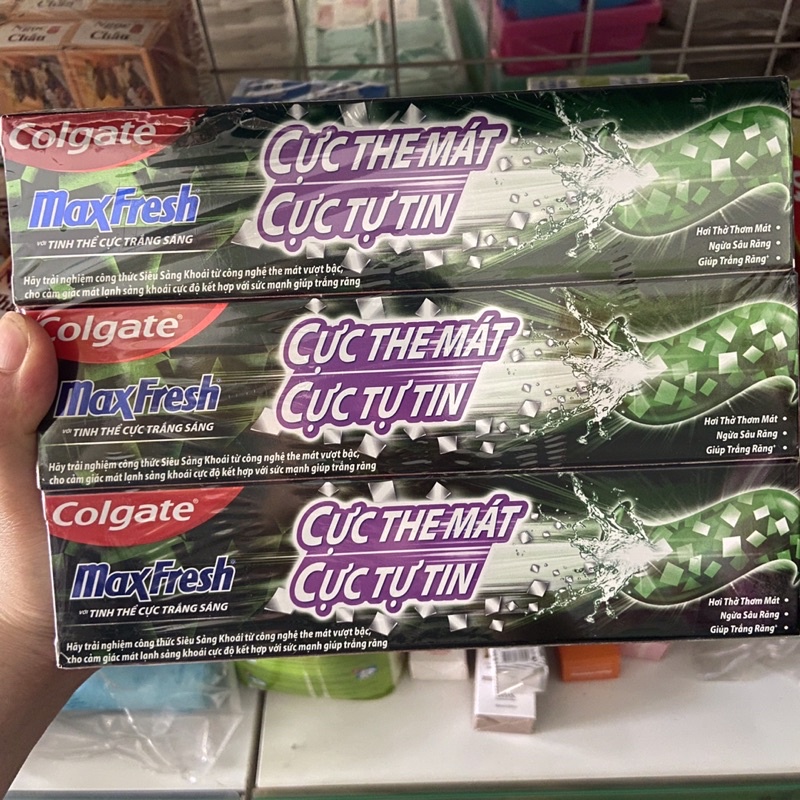 Ngọc
Châu
Colgate®
MaxFresh
CỰC THE MÁT
CỰC TỰ TIN
VỚI TINH THỂ CỰC TRẮNG SÁNG
Hãy trải nghiệm công thức Siêu Sảng Khoái từ công nghệ the mát vượt bậc,
cho cảm giác mát lạnh sảng khoái cực độ kết hợp với sức mạnh giúp trắng răng
Hơi Thở Thơm Mát •
Ngừa Sâu Răng •
Giúp Trắng Răng* •
Colgate®
MaxFresh
CỰC THE MÁT
CỰC TỰ TIN
VỚI TINH THỂ CỰC TRẮNG SÁNG
Hãy trải nghiệm công thức Siêu Sảng Khoái từ công nghệ the mát vượt bậc,
cho cảm giác mát lạnh sảng khoái cực độ kết hợp với sức mạnh giúp trắng răng
Hơi Thở Thơm Mát •
Ngừa Sâu Răng •
Giúp Trắng Răng* •
Colgate®
MaxFresh®
CỰC THE MÁT
CỰC TỰ TIN
VỚI TINH THỂ CỰC TRẮNG SÁNG
Hãy trải nghiệm công thức Siêu Sảng Khoái từ công nghệ the mát vượt bậc,
cho cảm giác mát lạnh sảng khoái cực độ kết hợp với sức mạnh giúp trắng răng
Hơi Thở Thơm Mát •
Ngừa Sâu Răng •
Giúp Trắng Răng* •